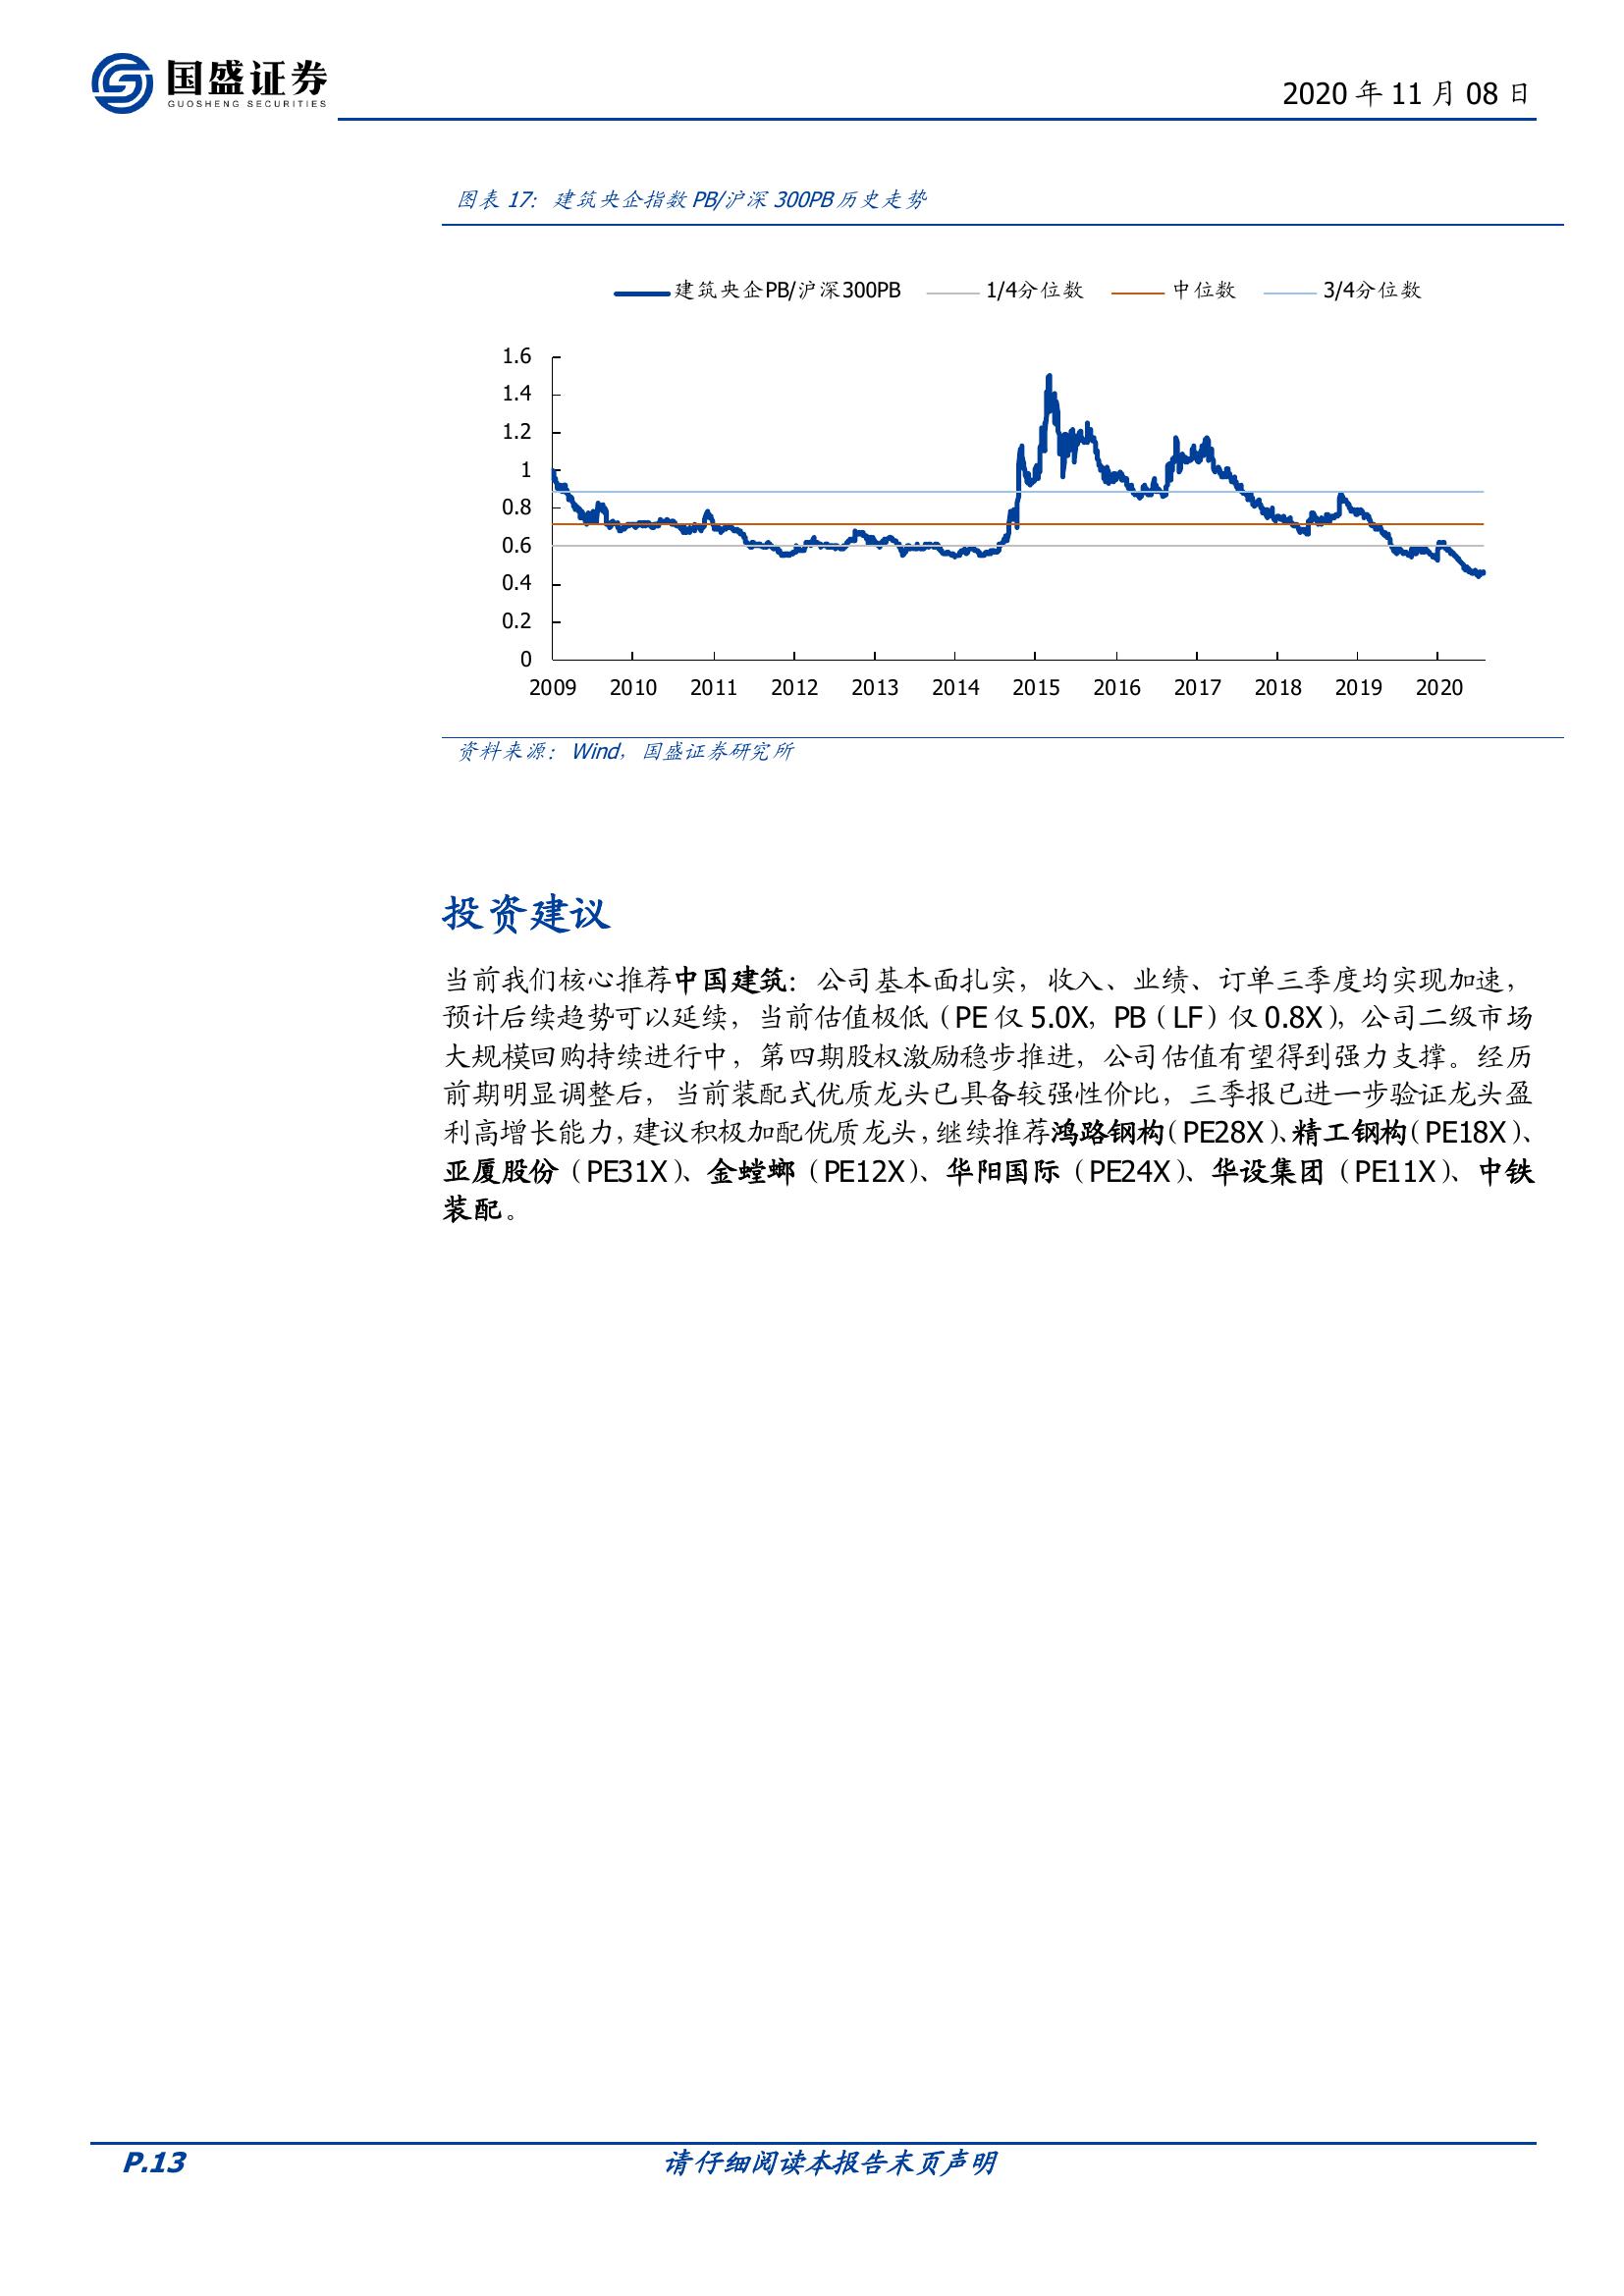 国盛证券
GUOSHENG SECURITIES
2020 年 11 月 08 日
图表 17：建筑央企指数 PB/沪深 300PB 历史走势
建筑央企PB/沪深300PB 1/4分位数 中位数 3/4分位数
1.6
1.4
1.2
1
0.8
0.6
0.4
0.2
0
2009 2010 2011 2012 2013 2014 2015 2016 2017 2018 2019 2020
资料来源：Wind，国盛证券研究所
投资建议
当前我们核心推荐中国建筑：公司基本面扎实，收入、业绩、订单三季度均实现加速，
预计后续趋势可以延续，当前估值极低（PE 仅 5.0X，PB（LF）仅 0.8X），公司二级市场
大规模回购持续进行中，第四期股权激励稳步推进，公司估值有望得到强力支撑。经历
前期明显调整后，当前装配式优质龙头已具备较强性价比，三季报已进一步验证龙头盈
利高增长能力，建议积极加配优质龙头，继续推荐鸿路钢构（PE28X）、精工钢构（PE18X）、
亚厦股份（PE31X）、金螳螂（PE12X）、华阳国际（PE24X）、华设集团（PE11X）、中铁
装配。
P.13 请仔细阅读本报告末页声明